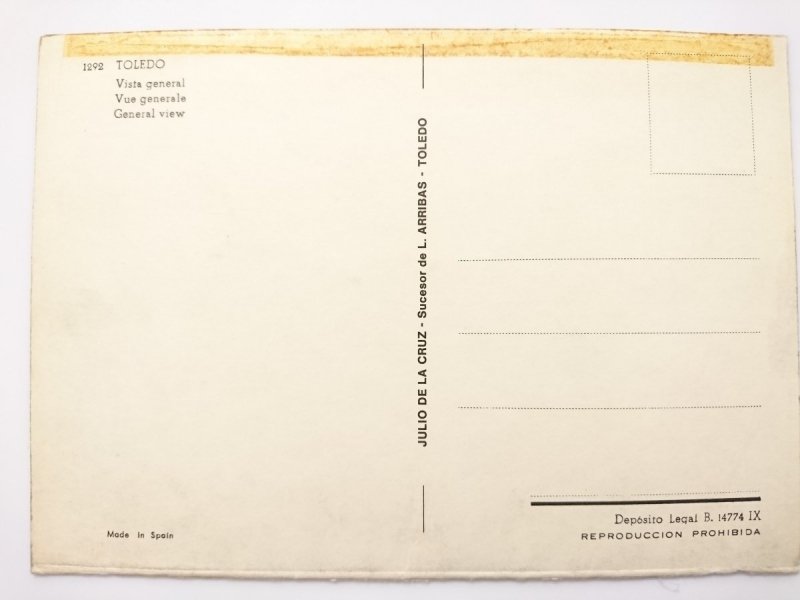 1292 TOLEDO
Vista general
Vue generale
General view
JULIO DE LA CRUZ - Sucesor de L. ARRIBAS - TOLEDO
Made in Spain
Depósito Legal B. 14774 IX
REPRODUCCION PROHIBIDA